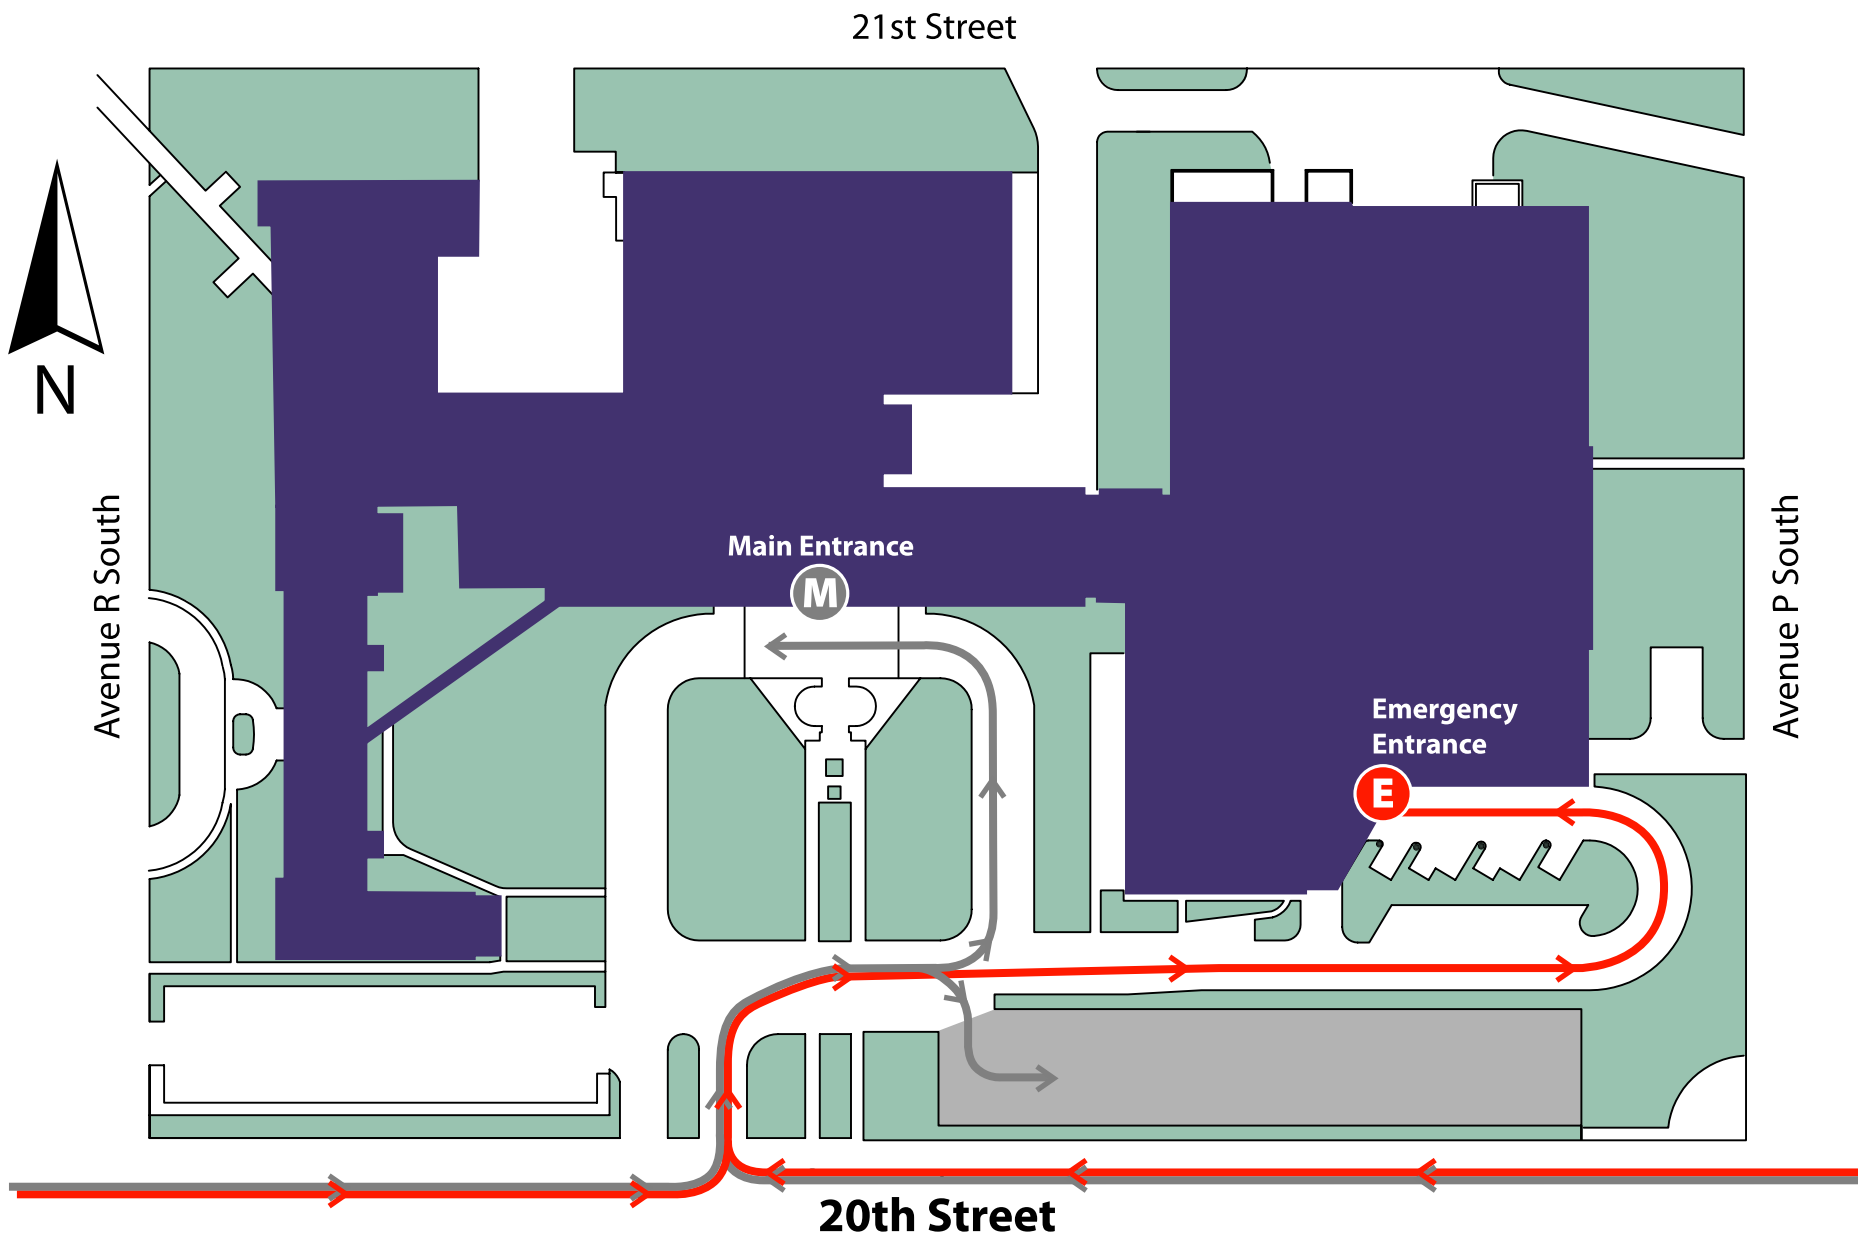 21st Street
N
Avenue R South
Avenue P South
Main Entrance
M
Emergency
Entrance
E
20th Street